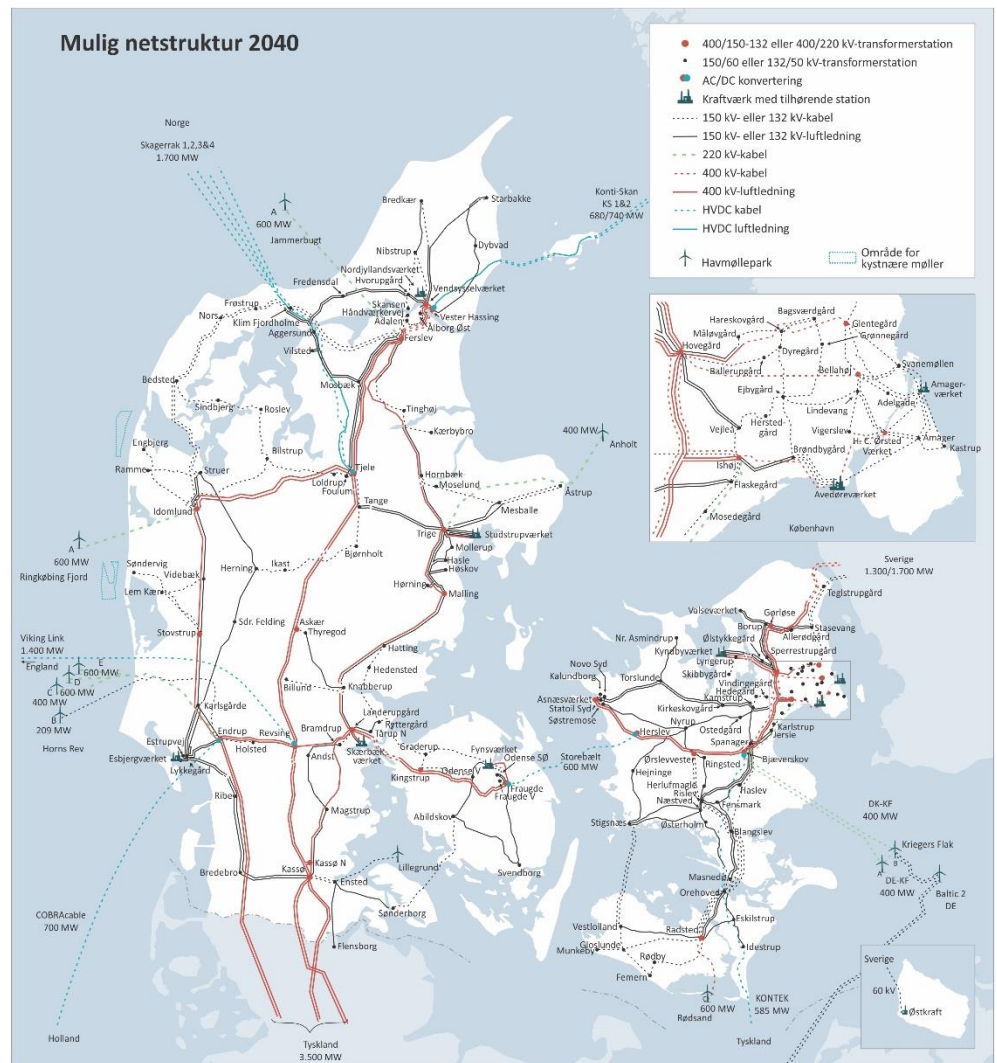 Mulig netstruktur 2040
400/150-132 eller 400/220 kV-transformerstation
150/60 eller 132/50 kV-transformerstation
AC/DC konvertering
Kraftværk med tilhørende station
150 kV- eller 132 kV-kabel
150 kV- eller 132 kV-luftledning
220 kV-kabel
400 kV-kabel
400 kV-luftledning
HVDC kabel
HVDC luftledning
Havmøllepark
Område for
kystnære møller
Norge
Skagerrak 1,2,3&4
1.700 MW
A
600 MW
Jammerbugt
Konti-Skan
KS 1&2
680/740 MW
Bredkær
Starbakke
Nibstrup
Dybvad
Nordjyllandsværket
Hvorupgård
Vendsysselværket
Fredensdal
Skansen
Håndværkervej
Ådalen
Vester Hassing
Ålborg Øst
Ferslev
Frøstrup
Nors
Klim Fjordholme
Aggersund
Vilsted
Mosbæk
Bedsted
Sindbjerg
Roslev
Tinghøj
Kærbybro
Engbjerg
Ramme
Struer
Bilstrup
Tjele
Loldrup
Foulum
Hornbæk
Moselund
400 MW
Anholt
Åstrup
Mesballe
Idomlund
Tange
Trige
Studstrupværket
Mollerup
Hasle
Høskov
A
600 MW
Ringkøbing Fjord
Bjørnholt
Ikast
Herning
Hørning
Malling
Søndervig
Videbæk
Lem Kær
Stovstrup
Sdr. Felding
Askær
Thyregod
Hatting
Hedensted
Viking Link
1.400 MW
England
E
600 MW
D
600 MW
C
400 MW
B
209 MW
Horns Rev
Billund
Knabberup
Karlsgårde
Landerupgård
Ryttergård
Tårup N
Bramdrup
Revsing
Endrup
Holsted
Estrupvej
Esbjergværket
Lykkegård
Andst
Skærbæk
værket
Graderup
Kingstrup
Fynsværket
Odense SØ
Odense V
Fraugde
Fraugde V
Ribe
Magstrup
Abildskov
Svendborg
Bredebro
Kassø N
Kassø
Ensted
Lillegrund
Sønderborg
Flensborg
COBRAcable
700 MW
Holland
Tyskland
3.500 MW
Storebælt
600 MW
Hareskovgård
Bagsværdgård
Glentegård
Måløvgård
Grønnegård
Hovegård
Dyregård
Svanemøllen
Ballerupgård
Bellahøj
Amager-
værket
Ejbygård
Lindevang
Adelgade
Hersted-
gård
Vejleå
Vigerslev
H. C. Ørsted
Værket
Amager
Kastrup
Ishøj
Brøndbygård
Flaskegård
Avedøreværket
Mosedegård
København
Sverige
1.300/1.700 MW
Teglstrupgård
Valseværket
Gørløse
Borup
Stasevang
Ølstykkegård
Allerødgård
Nr. Asmindrup
Kyndbyværket
Lyngerup
Sperrestrupgård
Skibbygård
Vindingegård
Hedegård
Novo Syd
Kalundborg
Torslunde
Kamstrup
Asnæsværket
Statoil Syd
Søstremose
Kirkeskovgård
Nyrup
Ostedgård
Karlstrup
Jersie
Herslev
Spanager
Bjæverskov
Ørslevvester
Ringsted
Hejninge
Herlufmagle
Rislev
Haslev
Næstved
Fensmark
Stigsnæs
Østerholm
Blangslev
DK-KF
400 MW
Kriegers Flak
A
DE-KF
400 MW
Baltic 2
DE
Masnedø
Orehoved
Vestlolland
Radsted
Eskilstrup
Gloslunde
Munkeby
Idestrup
Rødby
Femern
600 MW
Rødsand
KONTEK
585 MW
Tyskland
Sverige
60 kV
Østkraft